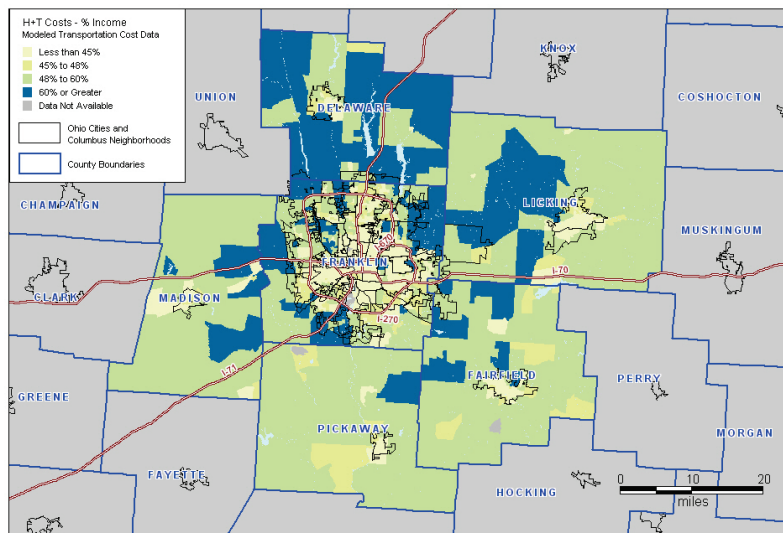 H+T Costs - % Income
Modeled Transportation Cost Data
Less than 45%
45% to 48%
48% to 60%
60% or Greater
Data Not Available
Ohio Cities and
Columbus Neighborhoods
County Boundaries
KNOX
UNION
COSHOCTON
DELAWARE
CHAMPAIGN
LICKING
MUSKINGUM
I-670
FRANKLIN
I-70
CLARK
MADISON
I-270
I-71
FAIRFIELD
PERRY
GREENE
PICKAWAY
MORGAN
FAYETTE
HOCKING
0 10 20
miles